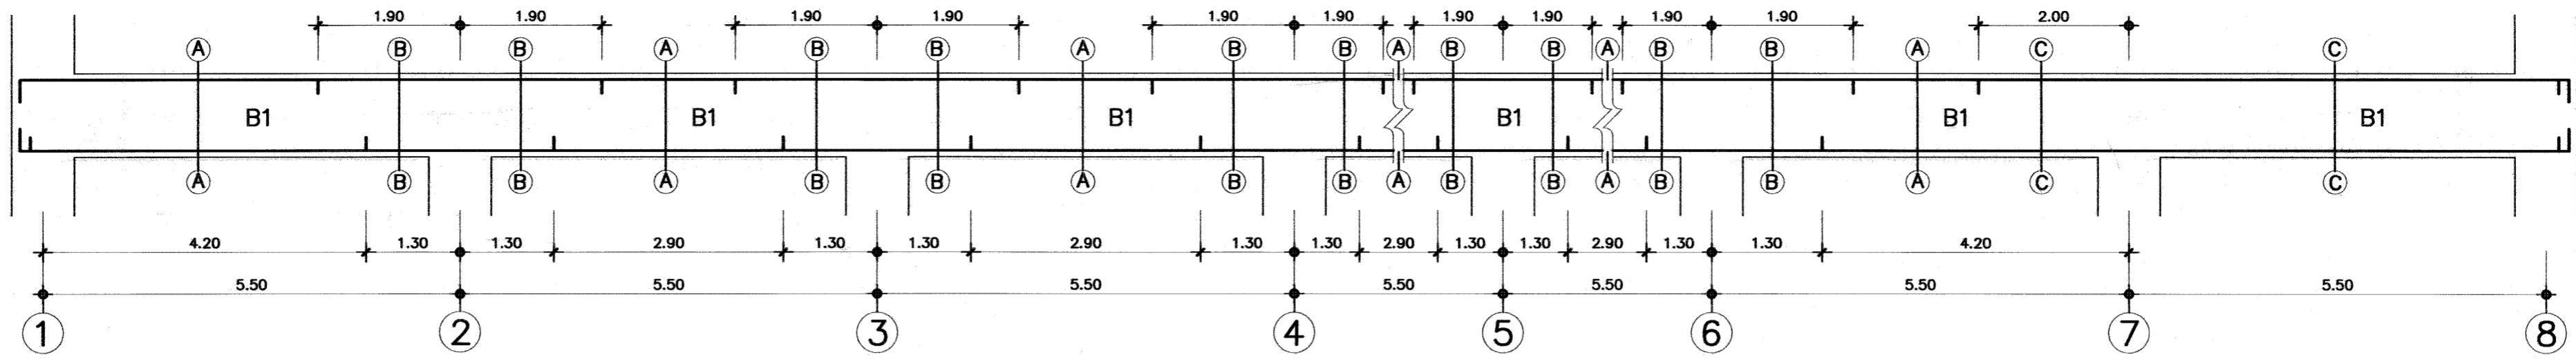 1.90 1.90 1.90 1.90 1.90 1.90 1.90 1.90 1.90 1.90 2.00
A B B A B B A B B A B B A B B A C C
B1 B1 B1 B1 B1 B1
A B B A B B A B B A B B A B B A C C
4.20 1.30 1.30 2.90 1.30 1.30 2.90 1.30 1.30 2.90 1.30 1.30 2.90 1.30 1.30 4.20
5.50 5.50 5.50 5.50 5.50 5.50 5.50
1 2 3 4 5 6 7 8